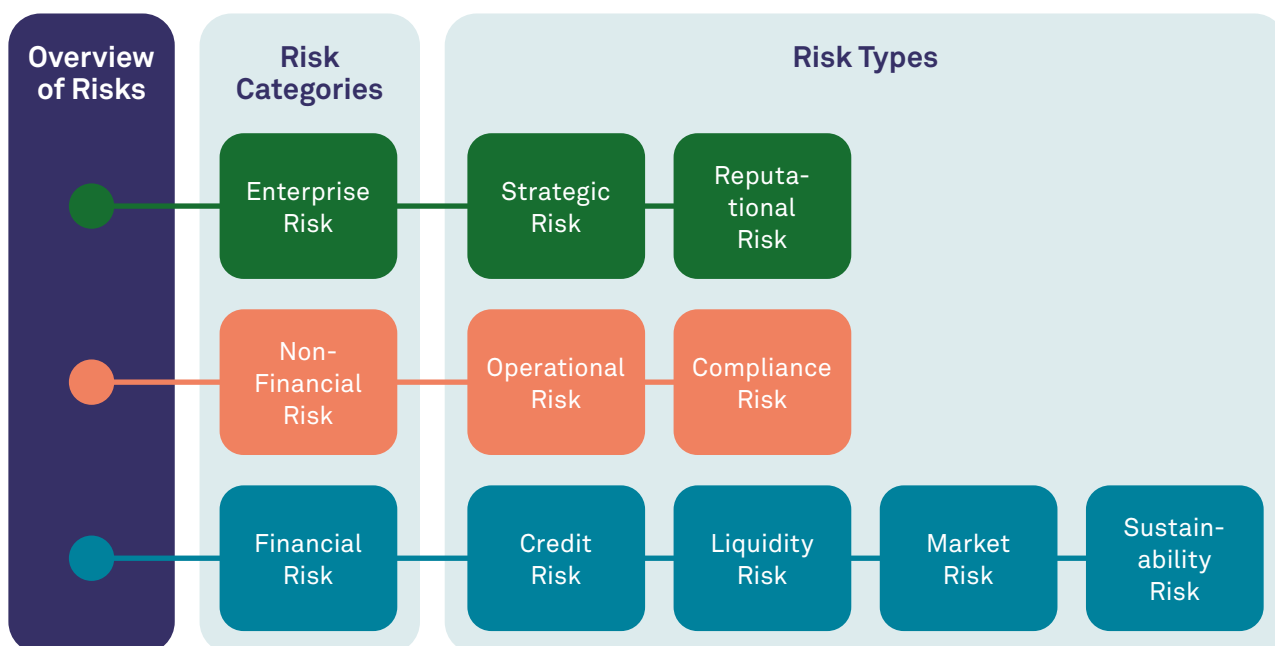 Overview
of Risks
Risk
Categories
Risk Types
Enterprise
Risk
Strategic
Risk
Reputa-
tional
Risk
Non-
Financial
Risk
Operational
Risk
Compliance
Risk
Financial
Risk
Credit
Risk
Liquidity
Risk
Market
Risk
Sustain-
ability
Risk